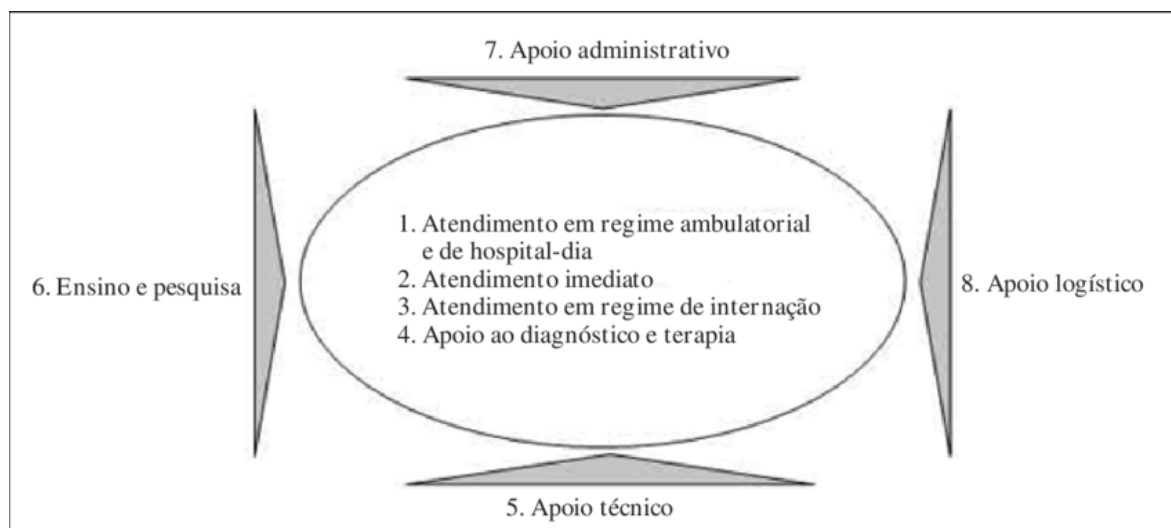 7. Apoio administrativo
1. Atendimento em regime ambulatorial
e de hospital-dia
2. Atendimento imediato
3. Atendimento em regime de internação
4. Apoio ao diagnóstico e terapia
6. Ensino e pesquisa
8. Apoio logístico
5. Apoio técnico